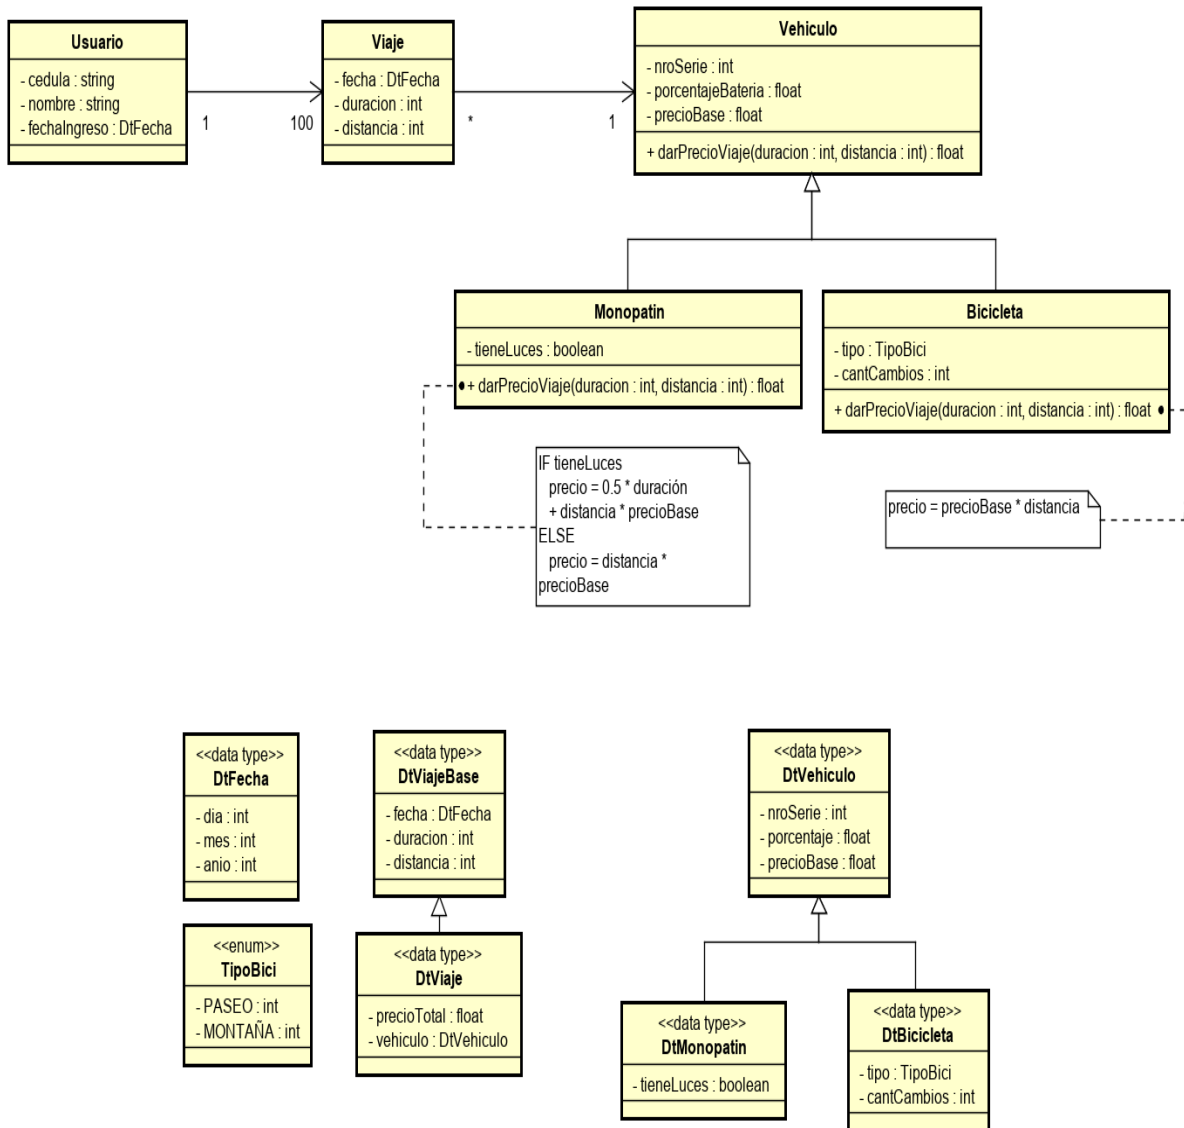 Usuario
- cedula : string
- nombre : string
- fechaIngreso : DtFecha
1
100
Viaje
- fecha : DtFecha
- duracion : int
- distancia : int
*
1
Vehiculo
- nroSerie : int
- porcentajeBateria : float
- precioBase : float
+ darPrecioViaje(duracion : int, distancia : int) : float
Monopatin
- tieneLuces : boolean
+ darPrecioViaje(duracion : int, distancia : int) : float
Bicicleta
- tipo : TipoBici
- cantCambios : int
+ darPrecioViaje(duracion : int, distancia : int) : float
IF tieneLuces
precio = 0.5 * duración
+ distancia * precioBase
ELSE
precio = distancia *
precioBase
precio = precioBase * distancia
<<data type>>
DtFecha
- dia : int
- mes : int
- anio : int
<<data type>>
DtViajeBase
- fecha : DtFecha
- duracion : int
- distancia : int
<<data type>>
DtVehiculo
- nroSerie : int
- porcentaje : float
- precioBase : float
<<enum>>
TipoBici
- PASEO : int
- MONTAÑA : int
<<data type>>
DtViaje
- precioTotal : float
- vehiculo : DtVehiculo
<<data type>>
DtMonopatin
- tieneLuces : boolean
<<data type>>
DtBicicleta
- tipo : TipoBici
- cantCambios : int